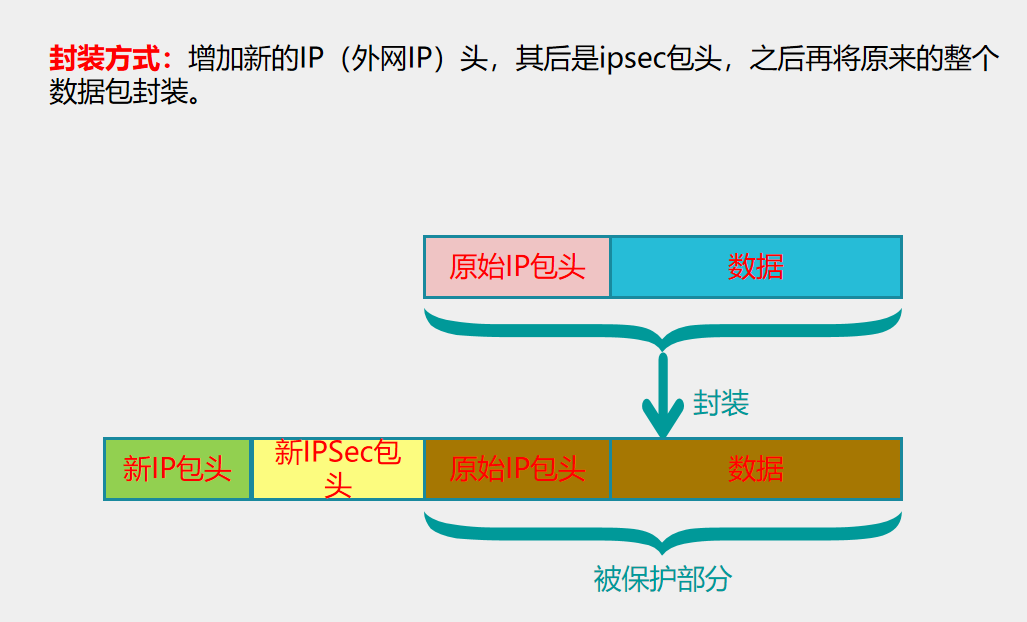 封装方式：增加新的IP（外网IP）头，其后是ipsec包头，之后再将原来的整个
数据包封装。
原始IP包头
数据
封装
新IP包头
新IPSec包
头
原始IP包头
数据
被保护部分